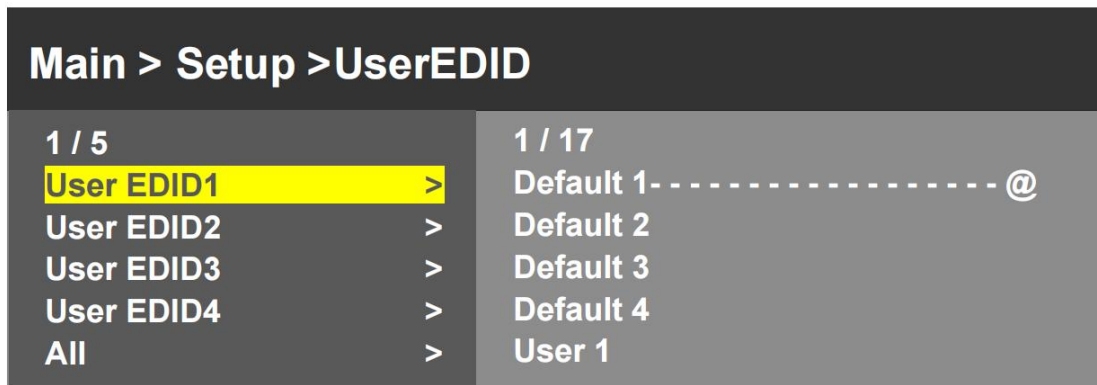 Main > Setup >UserEDID
1 / 5
User EDID1 >
User EDID2 >
User EDID3 >
User EDID4 >
All >
1 / 17
Default 1- - - - - - - - - - - - - - - - - - @
Default 2
Default 3
Default 4
User 1